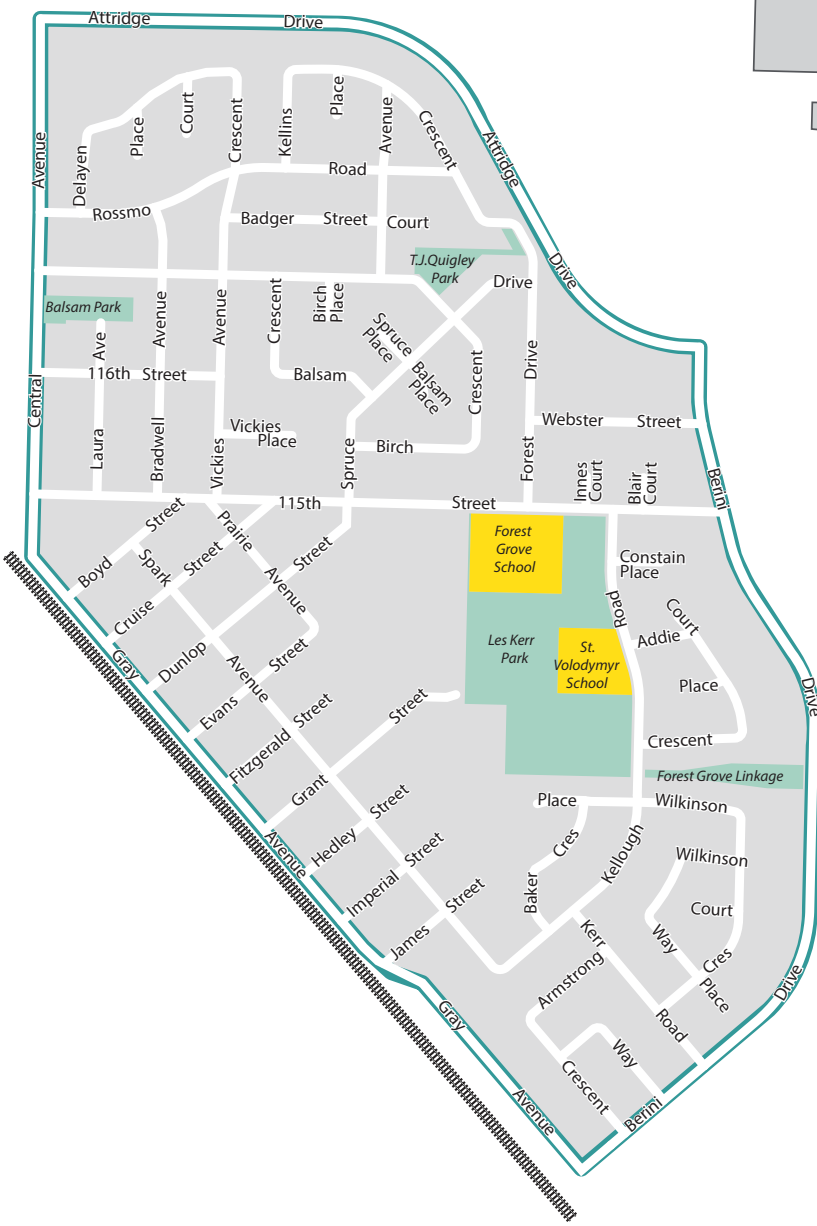 Attridge Drive
Avenue
Delayen
Place
Court
Crescent
Kellins
Place
Avenue
Crescent
Attridge
Drive
Road
Rossmo
Badger Street Court
T.J.Quigley
Park
Drive
Balsam Park
Ave
Avenue
Avenue
Crescent
Birch
Place
Spruce
Place
Balsam
Place
Crescent
Drive
116th Street
Balsam
Central
Laura
Bradwell
Vickies
Vickies
Place
Spruce
Birch
Forest
Webster Street
Innes
Court
Blair
Court
Berini
115th Street
Street
Prairie
Avenue
Boyd
Spark
Street
Street
Cruise
Forest
Grove
School
Constain
Place
Road
Court
Addie
Gray
Dunlop
Avenue
Street
Les Kerr
Park
St.
Volodymyr
School
Place
Drive
Evans
Street
Street
Crescent
Fitzgerald
Forest Grove Linkage
Grant
Street
Place
Wilkinson
Avenue
Hedley
Cres
Kellough
Wilkinson
Street
Imperial
Baker
Court
Street
James
Kerr
Way
Cres
Place
Armstrong
Drive
Gray
Road
Way
Crescent
Avenue
Berini